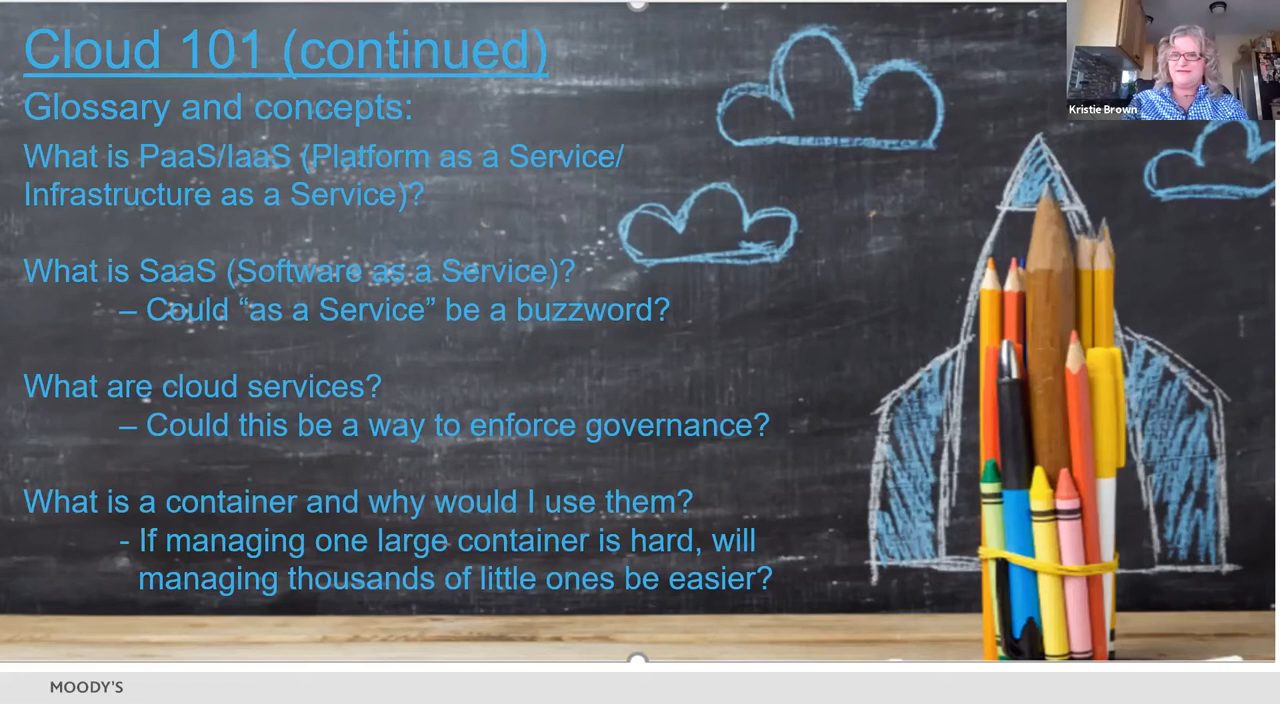 Cloud 101 (continued)
Glossary and concepts:
What is PaaS/IaaS (Platform as a Service/
Infrastructure as a Service)?
What is SaaS (Software as a Service)?
– Could “as a Service” be a buzzword?
What are cloud services?
– Could this be a way to enforce governance?
What is a container and why would I use them?
- If managing one large container is hard, will
managing thousands of little ones be easier?
Kristie Brown
MOODY'S